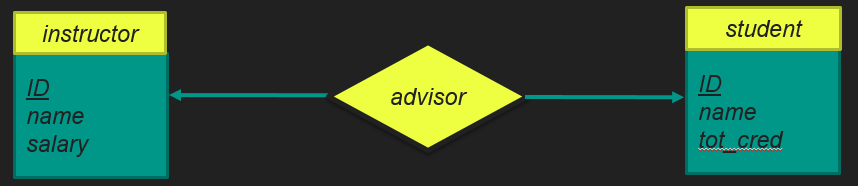 instructor
ID
name
salary
advisor
student
ID
name
tot_cred